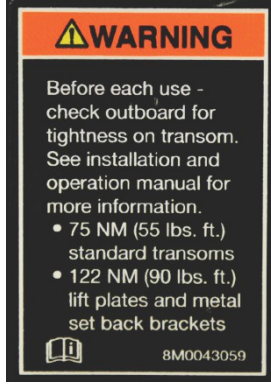 WARNING
Before each use -
check outboard for
tightness on transom.
See installation and
operation manual for
more information.
• 75 NM (55 lbs. ft.)
standard transoms
• 122 NM (90 lbs. ft.)
lift plates and metal
set back brackets
8M0043059